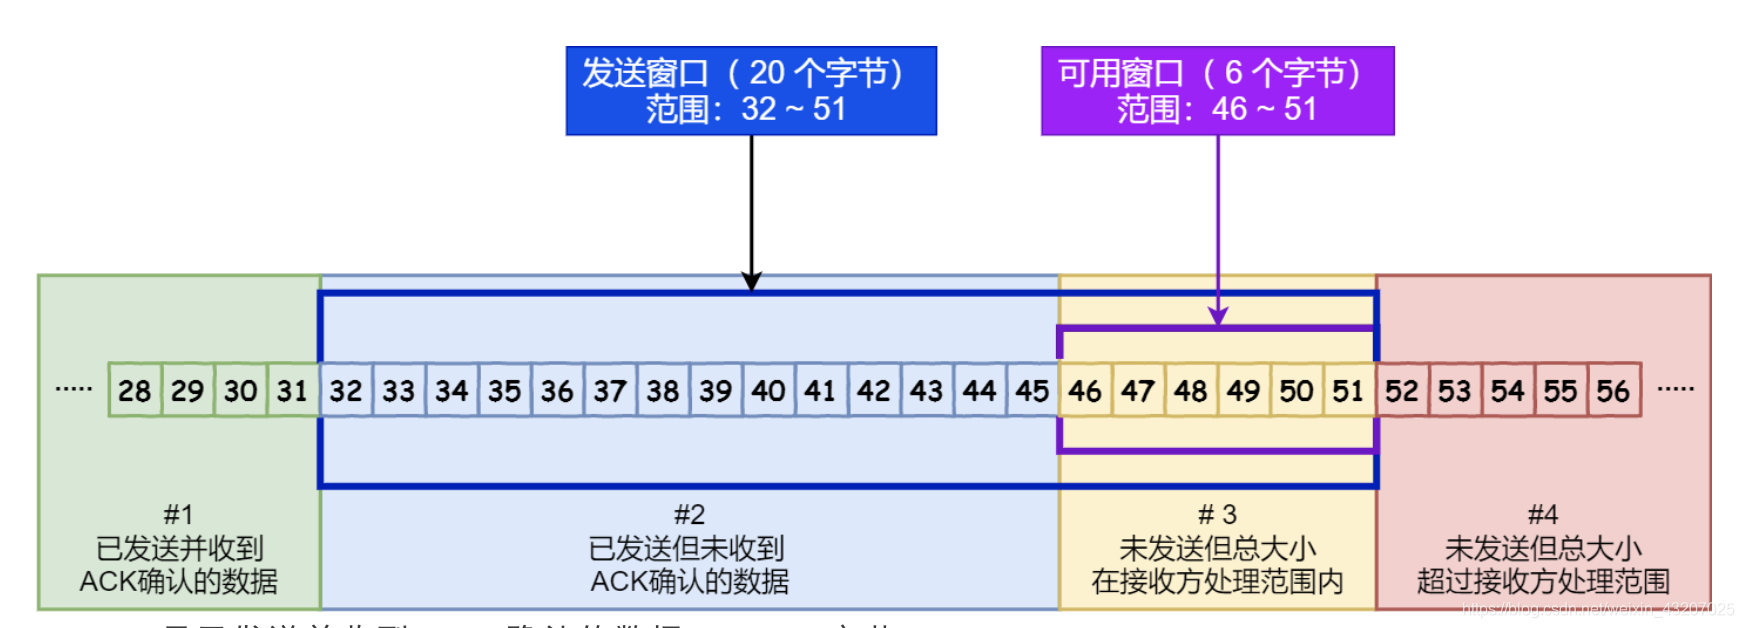 发送窗口（20 个字节）
范围：32 ~ 51
可用窗口（6 个字节）
范围：46 ~ 51
..... 28 29 30 31 32 33 34 35 36 37 38 39 40 41 42 43 44 45 46 47 48 49 50 51 52 53 54 55 56 .....
#1
已发送并收到
ACK确认的数据
#2
已发送但未收到
ACK确认的数据
# 3
未发送但总大小
在接收方处理范围内
#4
未发送但总大小
超过接收方处理范围
https://blog.csdn.net/weixin_43207025